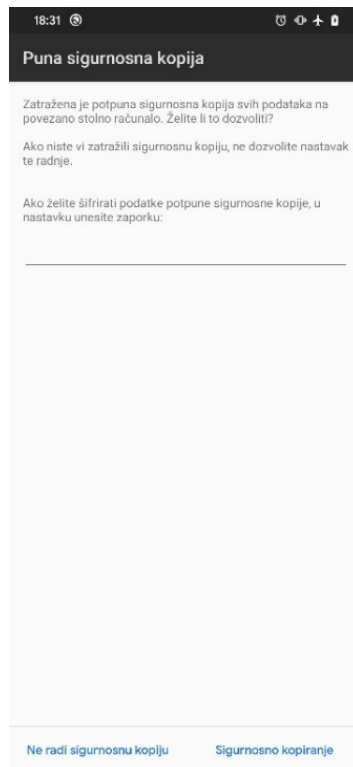 18:31
Puna sigurnosna kopija
Zatražena je potpuna sigurnosna kopija svih podataka na
povezano stolno računalo. Želite li to dozvoliti?
Ako niste vi zatražili sigurnosnu kopiju, ne dozvolite nastavak
te radnje.
Ako želite šifrirati podatke potpune sigurnosne kopije, u
nastavku unesite zaporku:
Ne radi sigurnosnu kopiju Sigurnosno kopiranje